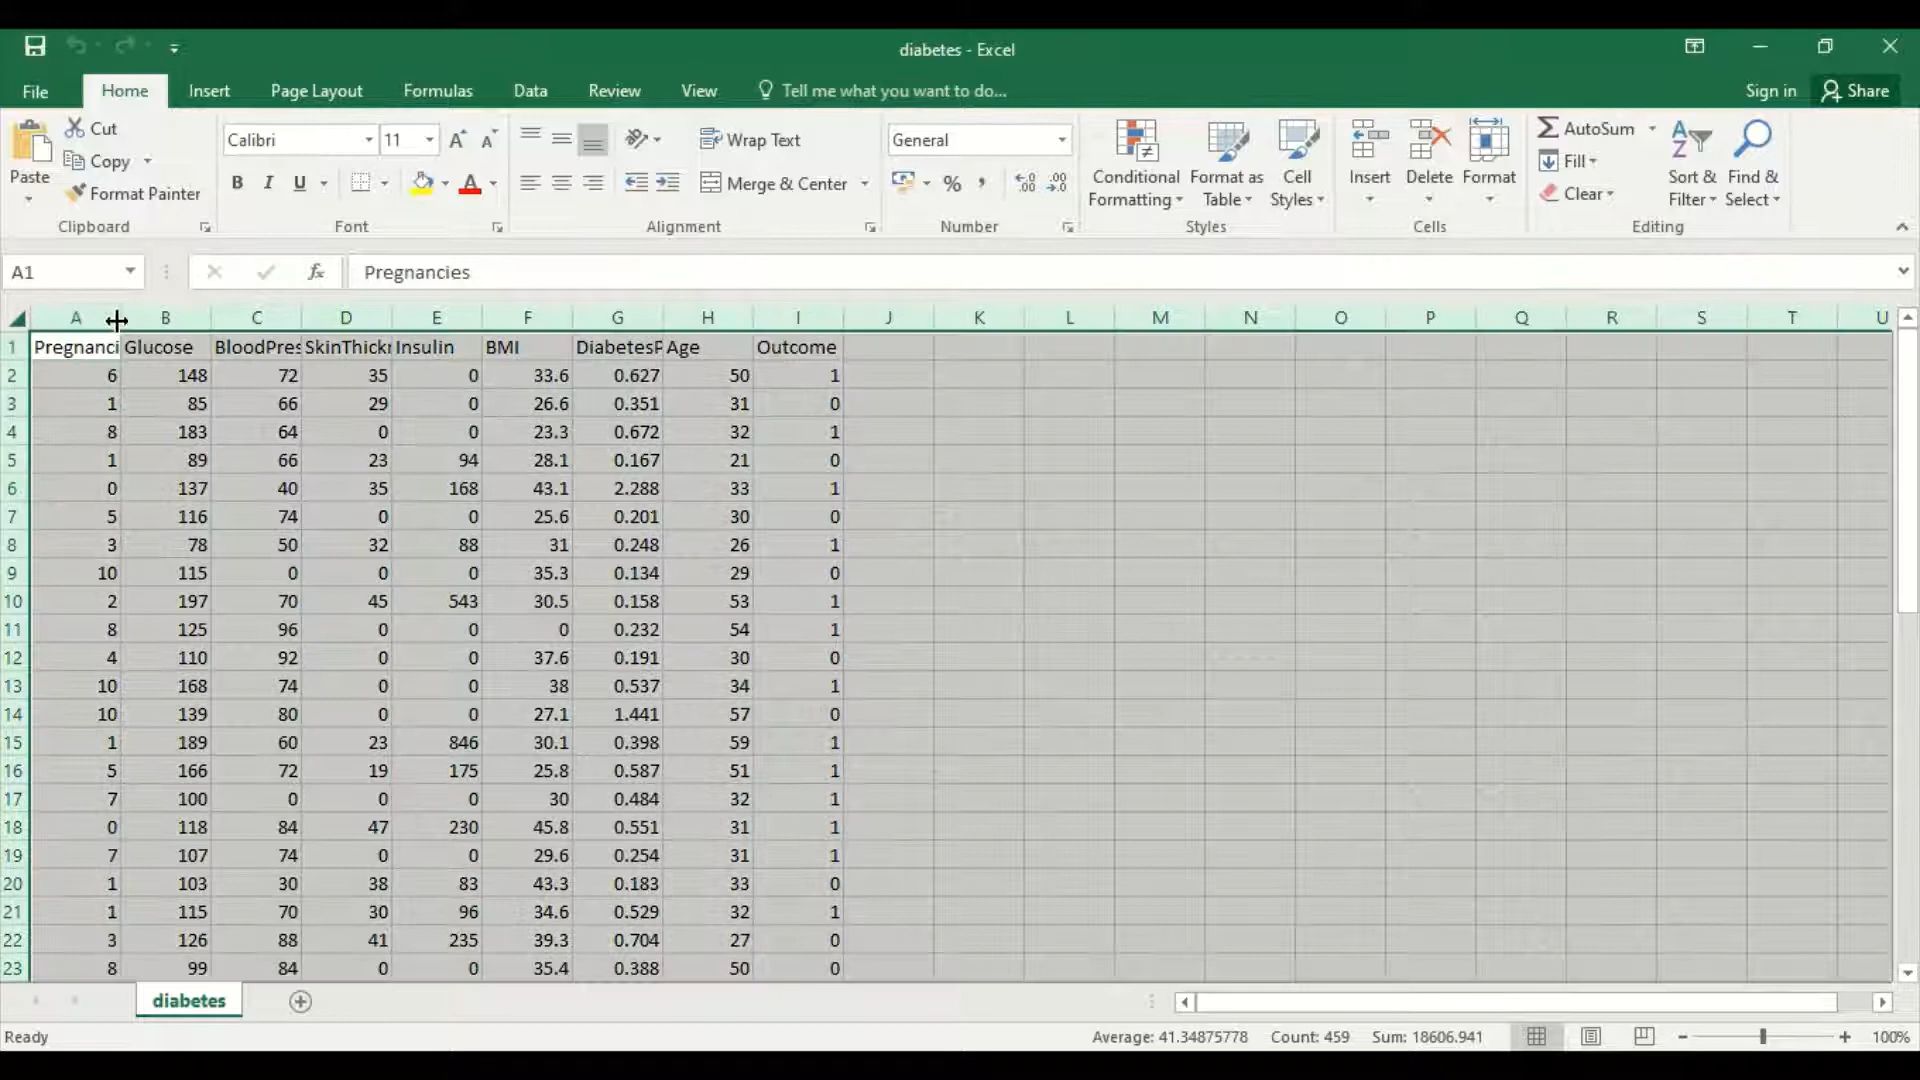 diabetes - Excel
File Home Insert Page Layout Formulas Data Review View Tell me what you want to do... Sign in Share
Paste Cut Copy Format Painter Clipboard
Calibri 11 B I U Font
Wrap Text Merge & Center Alignment
General % Number
Conditional Formatting Format as Table Cell Styles Styles
Insert Delete Format Cells
AutoSum Fill Clear Sort & Filter Find & Select Editing
A1 fx Pregnancies
A B C D E F G H I J K L M N O P Q R S T U
1 Pregnanci Glucose BloodPres SkinThickr Insulin BMI DiabetesP Age Outcome
2 6 148 72 35 0 33.6 0.627 50 1
3 1 85 66 29 0 26.6 0.351 31 0
4 8 183 64 0 0 23.3 0.672 32 1
5 1 89 66 23 94 28.1 0.167 21 0
6 0 137 40 35 168 43.1 2.288 33 1
7 5 116 74 0 0 25.6 0.201 30 0
8 3 78 50 32 88 31 0.248 26 1
9 10 115 0 0 0 35.3 0.134 29 0
10 2 197 70 45 543 30.5 0.158 53 1
11 8 125 96 0 0 0 0.232 54 1
12 4 110 92 0 0 37.6 0.191 30 0
13 10 168 74 0 0 38 0.537 34 1
14 10 139 80 0 0 27.1 1.441 57 0
15 1 189 60 23 846 30.1 0.398 59 1
16 5 166 72 19 175 25.8 0.587 51 1
17 7 100 0 0 0 30 0.484 32 1
18 0 118 84 47 230 45.8 0.551 31 1
19 7 107 74 0 0 29.6 0.254 31 1
20 1 103 30 38 83 43.3 0.183 33 0
21 1 115 70 30 96 34.6 0.529 32 1
22 3 126 88 41 235 39.3 0.704 27 0
23 8 99 84 0 0 35.4 0.388 50 0
diabetes
Ready Average: 41.34875778 Count: 459 Sum: 18606.941 100%